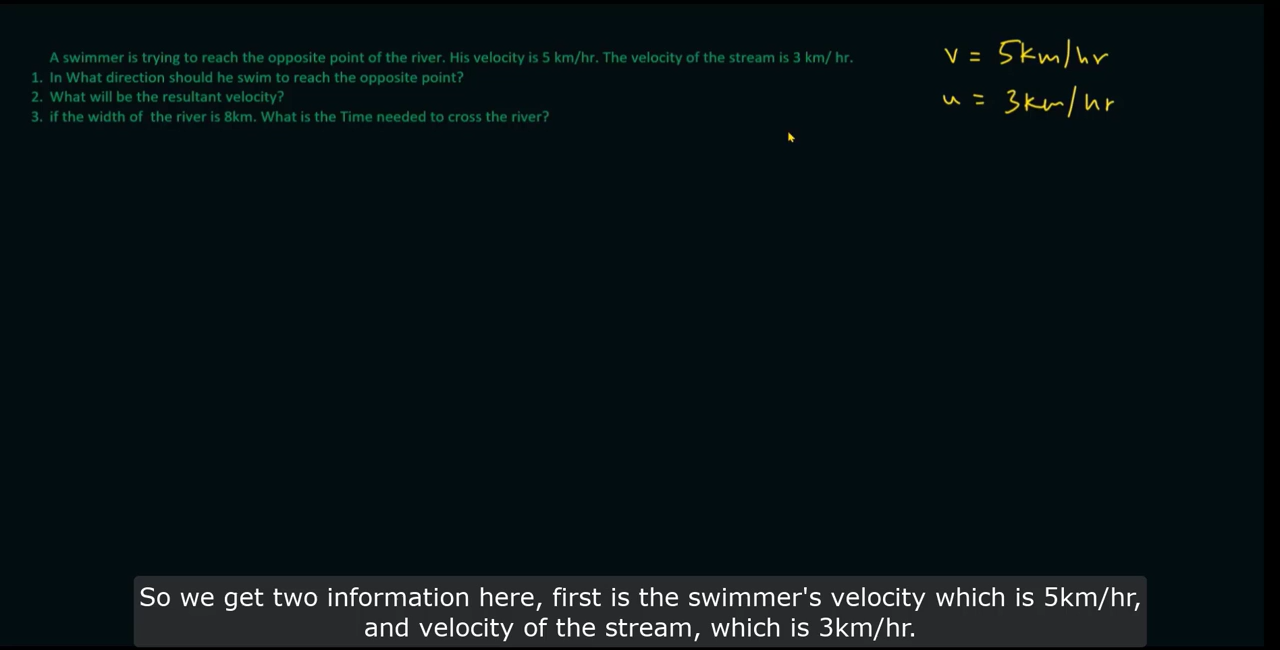 A swimmer is trying to reach the opposite point of the river. His velocity is 5 km/hr. The velocity of the stream is 3 km/ hr.
1. In What direction should he swim to reach the opposite point?
2. What will be the resultant velocity?
3. if the width of the river is 8km. What is the Time needed to cross the river?
v = 5km/hr
u = 3km/hr
So we get two information here, first is the swimmer's velocity which is 5km/hr,
and velocity of the stream, which is 3km/hr.